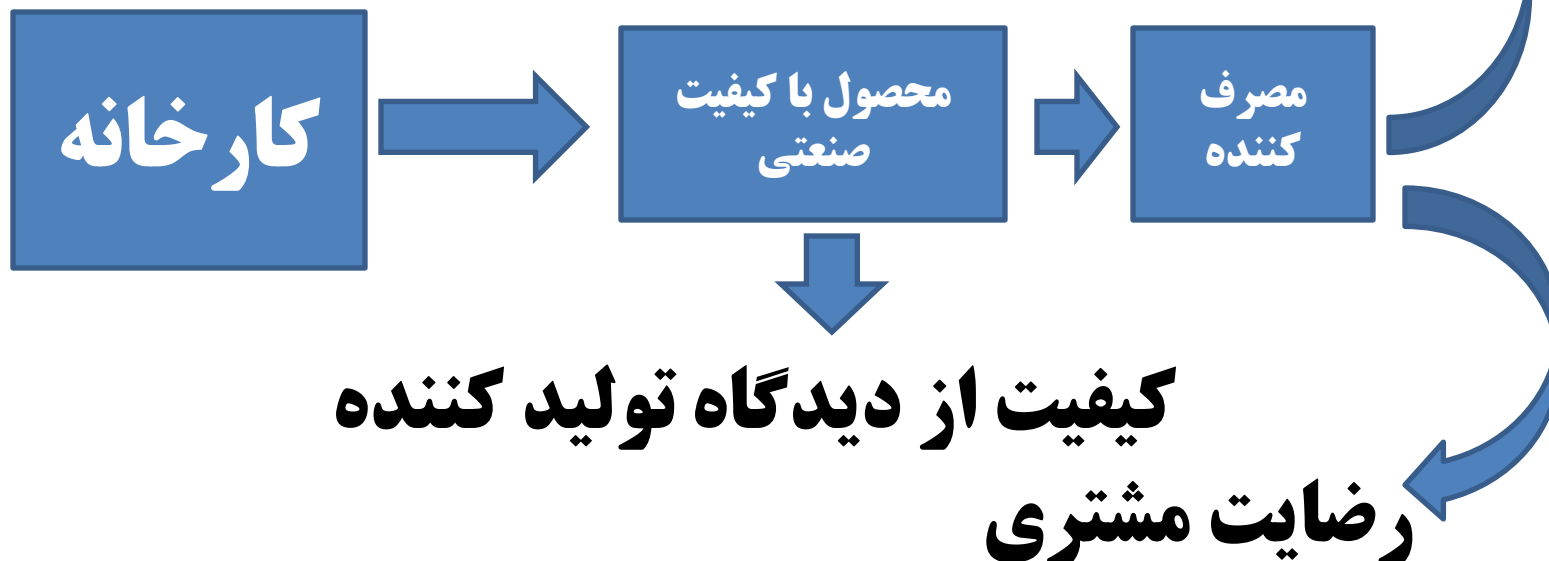 کارخانه
محصول با کیفیت
صنعتی
مصرف
کننده
کیفیت از دیدگاه تولید کننده
رضایت مشتری